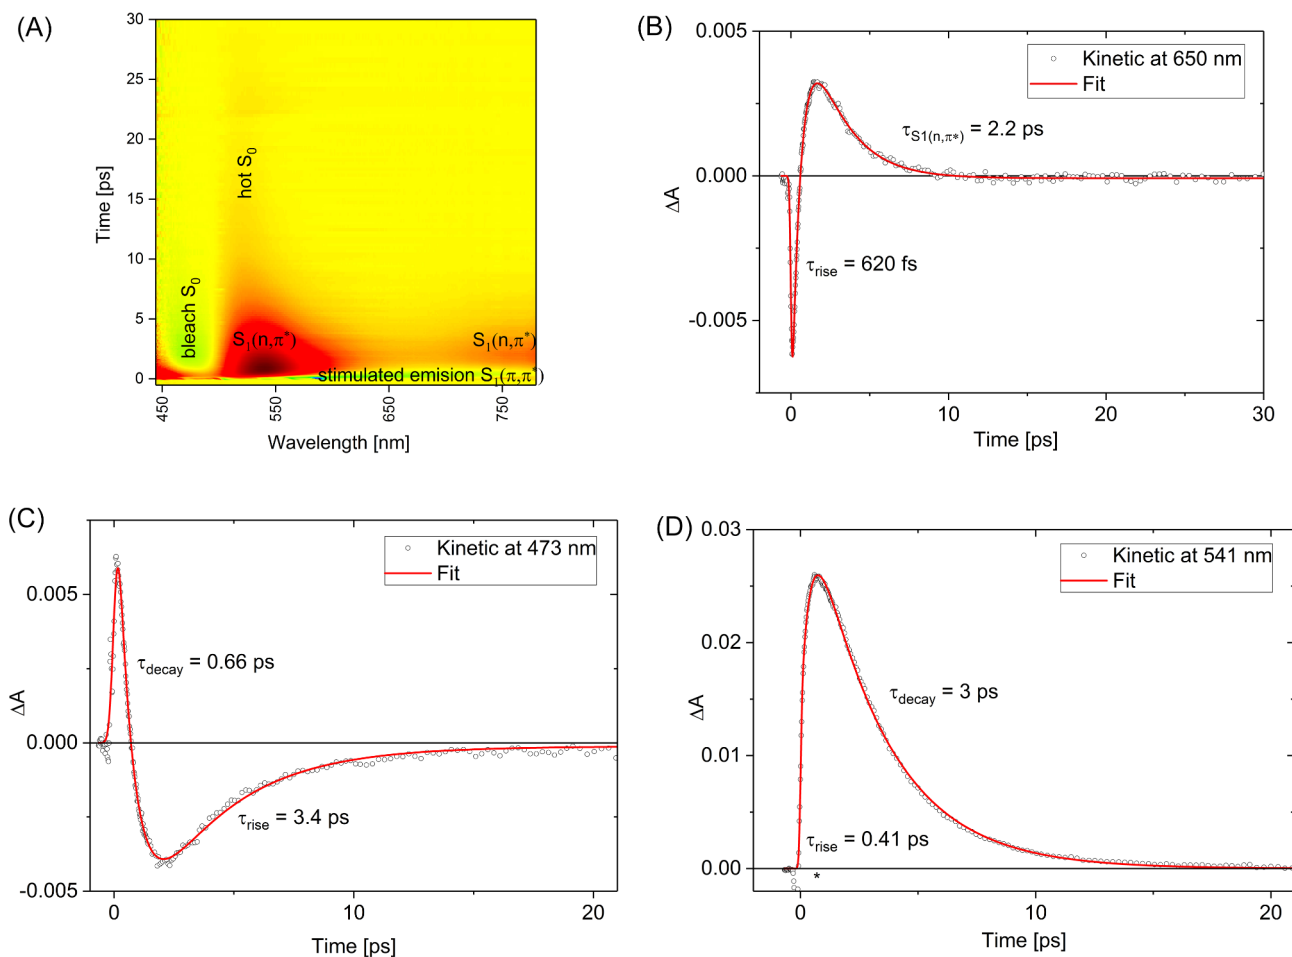 (A)
30
25
20
15
10
5
0
Time [ps]
bleach S0
hot S0
S1(n,π*)
S1(n,π*)
stimulated emision S1(π,π*)
450
550
650
750
Wavelength [nm]
(B)
0.005
0.000
-0.005
ΔA
Kinetic at 650 nm
Fit
τS1(n,π*) = 2.2 ps
τrise = 620 fs
0
10
20
30
Time [ps]
(C)
0.005
0.000
-0.005
ΔA
Kinetic at 473 nm
Fit
τdecay = 0.66 ps
τrise = 3.4 ps
0
10
20
Time [ps]
(D)
0.03
0.02
0.01
0.00
ΔA
Kinetic at 541 nm
Fit
τdecay = 3 ps
τrise = 0.41 ps
*
0
10
20
Time [ps]